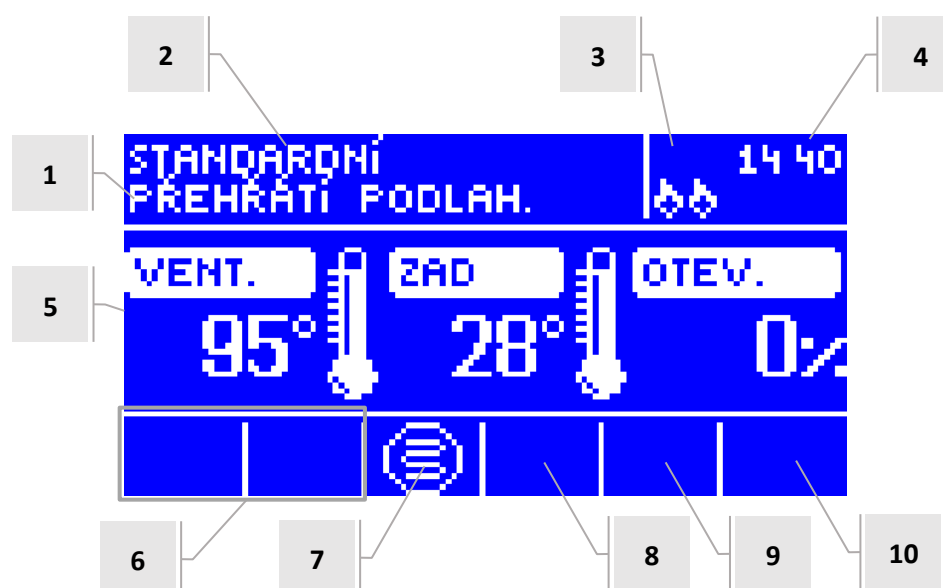 2
3
4
1
STANDARDNÍ
14 40
PŘEHŘÁTÍ PODLAH.
5
VENT.
ZAD
OTEV.
95°
28°
0%
6
7
8
9
10